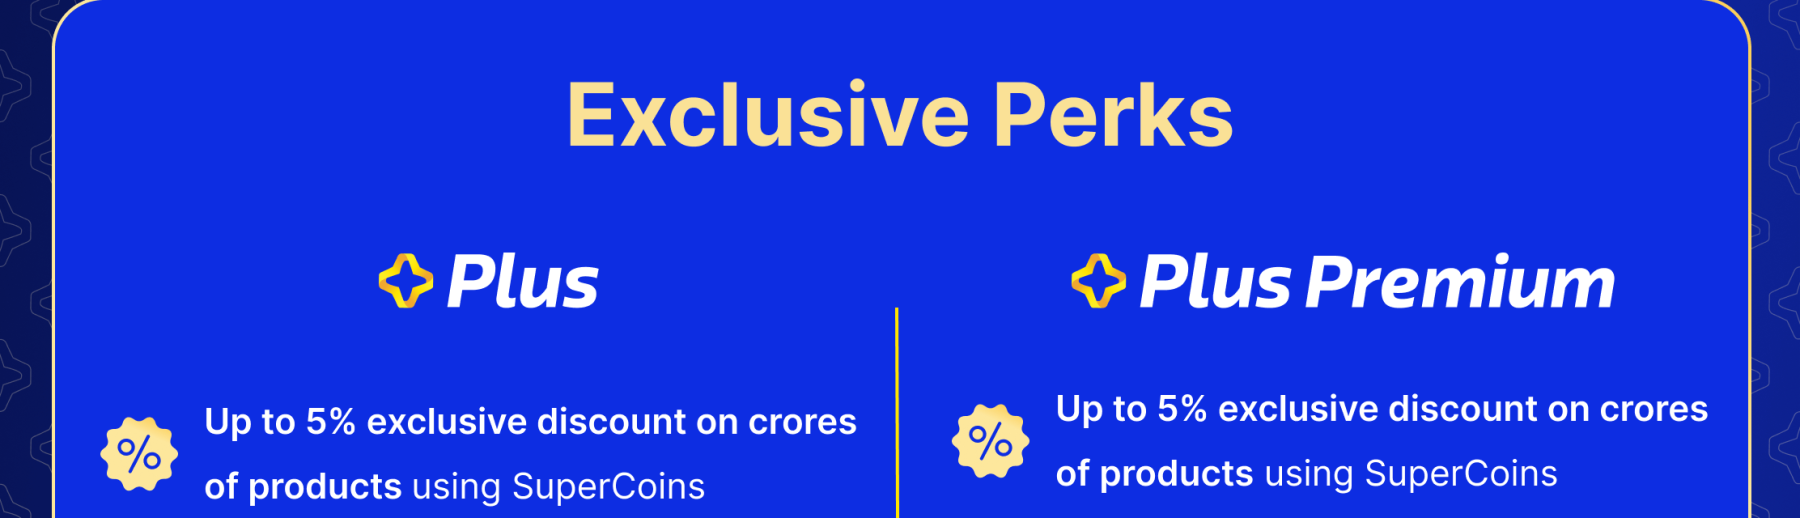 Exclusive Perks
Plus
Up to 5% exclusive discount on crores
of products using SuperCoins
Plus Premium
Up to 5% exclusive discount on crores
of products using SuperCoins